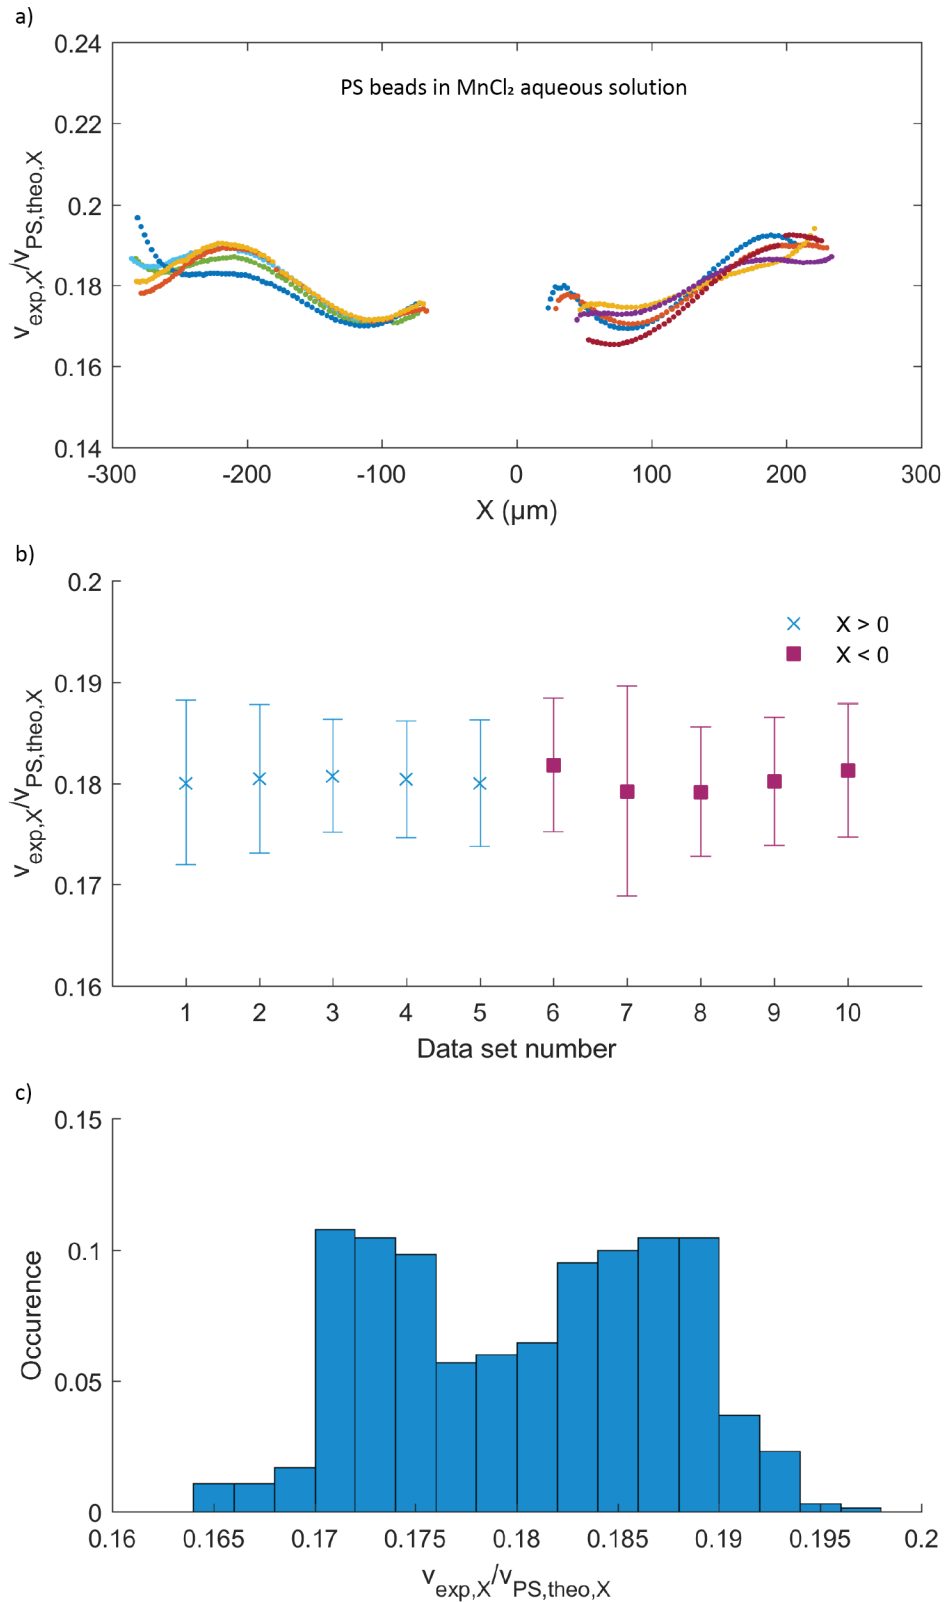 a)
0.24
0.22
0.2
0.18
0.16
0.14
PS beads in MnCl₂ aqueous solution
v_exp,X/v_PS,theo,X
-300 -200 -100 0 100 200 300
X (µm)
b)
0.2
0.19
0.18
0.17
0.16
v_exp,X/v_PS,theo,X
X > 0
X < 0
1 2 3 4 5 6 7 8 9 10
Data set number
c)
0.15
0.1
0.05
0
Occurence
0.16 0.165 0.17 0.175 0.18 0.185 0.19 0.195 0.2
v_exp,X/v_PS,theo,X